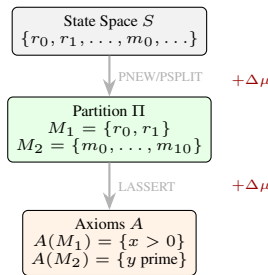 State Space S
{r₀, r₁, . . . , m₀, . . .}
PNEW/PSPLIT
+Δμ
Partition Π
M₁ = {r₀, r₁}
M₂ = {m₀, . . . , m₁₀}
LASSERT
+Δμ
Axioms A
A(M₁) = {x > 0}
A(M₂) = {y prime}